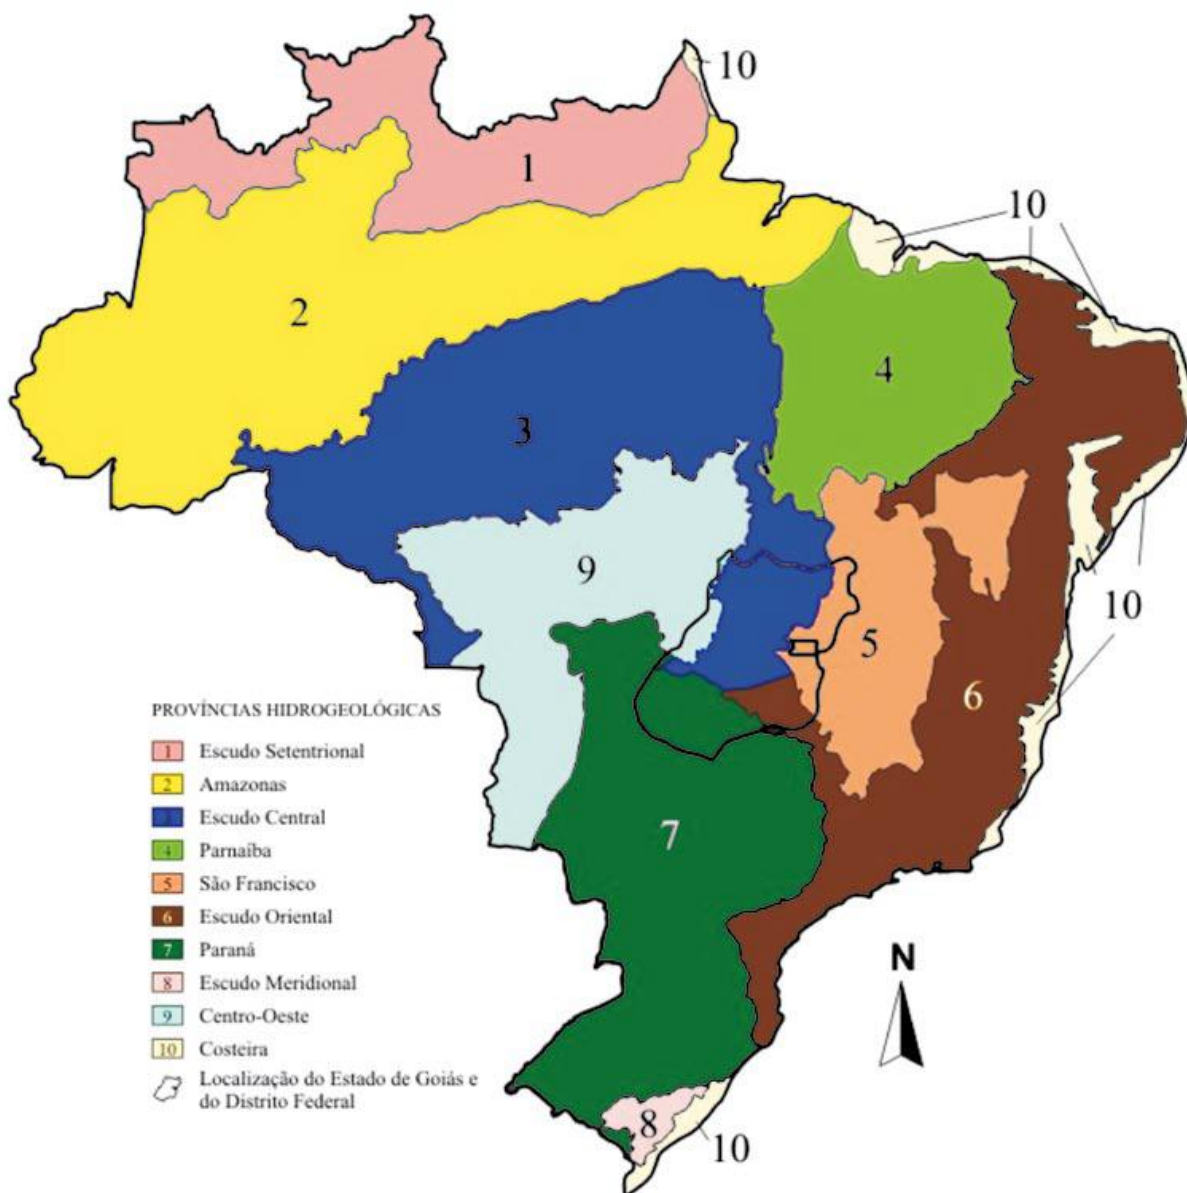 10
1
10
2
4
3
9
10
5
6
PROVÍNCIAS HIDROGEOLÓGICAS
1 Escudo Setentrional
2 Amazonas
3 Escudo Central
7
4 Parnaíba
5 São Francisco
6 Escudo Oriental
7 Paraná
N
8 Escudo Meridional
9 Centro-Oeste
10 Costeira
Localização do Estado de Goiás e
do Distrito Federal
8
10